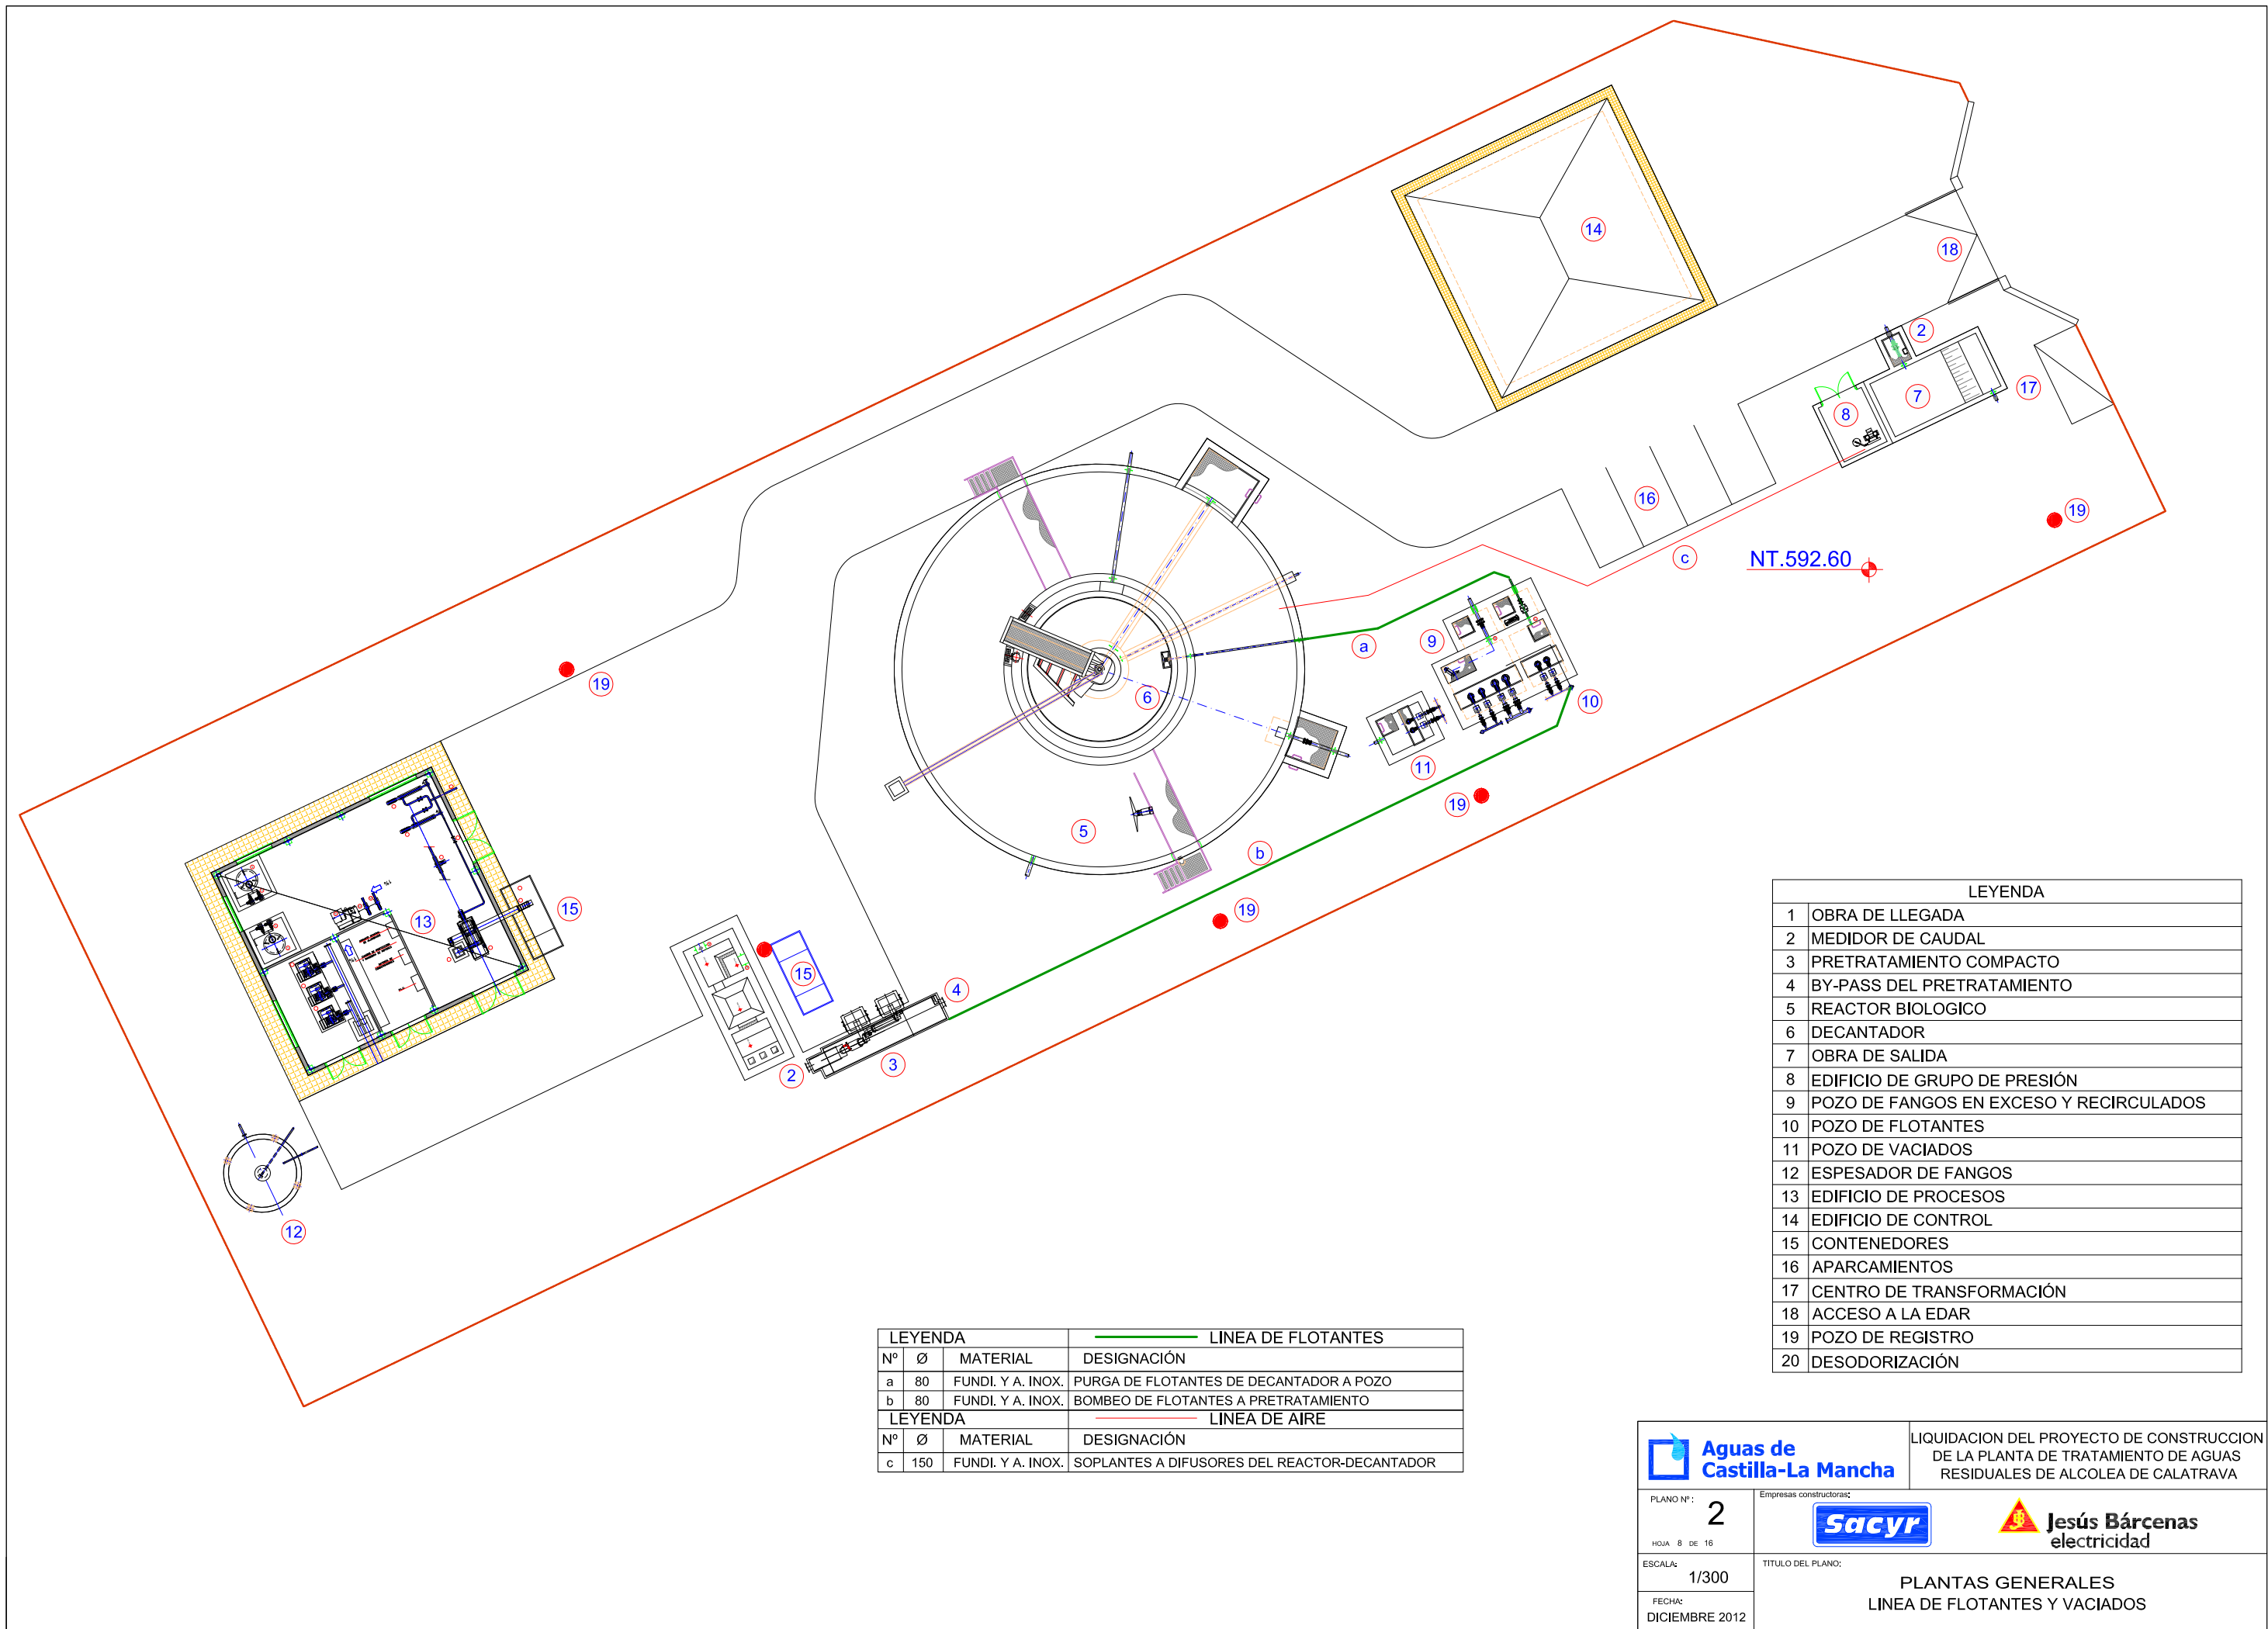 14
18
2
17
7
8
16
19
c
NT.592.60
9
a
19
6
10
11
19
5
b
19
13
15
15
4
3
2
12
LEYENDA
1 OBRA DE LLEGADA
2 MEDIDOR DE CAUDAL
3 PRETRATAMIENTO COMPACTO
4 BY-PASS DEL PRETRATAMIENTO
5 REACTOR BIOLOGICO
6 DECANTADOR
7 OBRA DE SALIDA
8 EDIFICIO DE GRUPO DE PRESIÓN
9 POZO DE FANGOS EN EXCESO Y RECIRCULADOS
10 POZO DE FLOTANTES
11 POZO DE VACIADOS
12 ESPESADOR DE FANGOS
13 EDIFICIO DE PROCESOS
14 EDIFICIO DE CONTROL
15 CONTENEDORES
16 APARCAMIENTOS
17 CENTRO DE TRANSFORMACIÓN
18 ACCESO A LA EDAR
19 POZO DE REGISTRO
20 DESODORIZACIÓN
LEYENDA LINEA DE FLOTANTES
Nº Ø MATERIAL DESIGNACIÓN
a 80 FUNDI. Y A. INOX. PURGA DE FLOTANTES DE DECANTADOR A POZO
b 80 FUNDI. Y A. INOX. BOMBEO DE FLOTANTES A PRETRATAMIENTO
LEYENDA LINEA DE AIRE
Nº Ø MATERIAL DESIGNACIÓN
c 150 FUNDI. Y A. INOX. SOPLANTES A DIFUSORES DEL REACTOR-DECANTADOR
Aguas de
Castilla-La Mancha
LIQUIDACION DEL PROYECTO DE CONSTRUCCION
DE LA PLANTA DE TRATAMIENTO DE AGUAS
RESIDUALES DE ALCOLEA DE CALATRAVA
PLANO Nº: 2
HOJA 8 DE 16
Empresas constructoras:
Sacyr
Jesús Bárcenas
electricidad
ESCALA:
1/300
FECHA:
DICIEMBRE 2012
TITULO DEL PLANO:
PLANTAS GENERALES
LINEA DE FLOTANTES Y VACIADOS